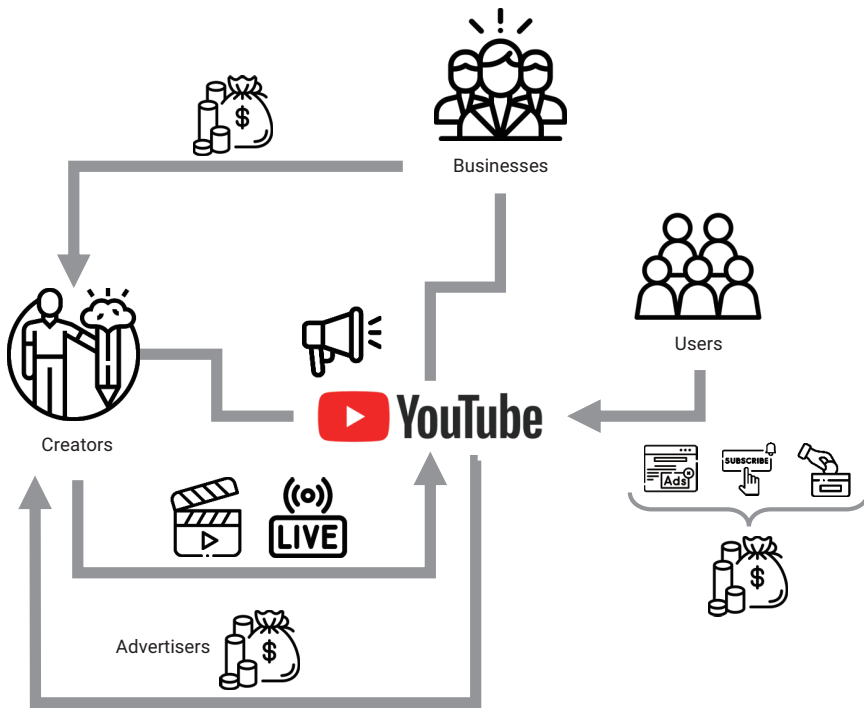 $
Businesses
Users
YouTube
Creators
SUBSCRIBE
Ads
LIVE
$
Advertisers
$